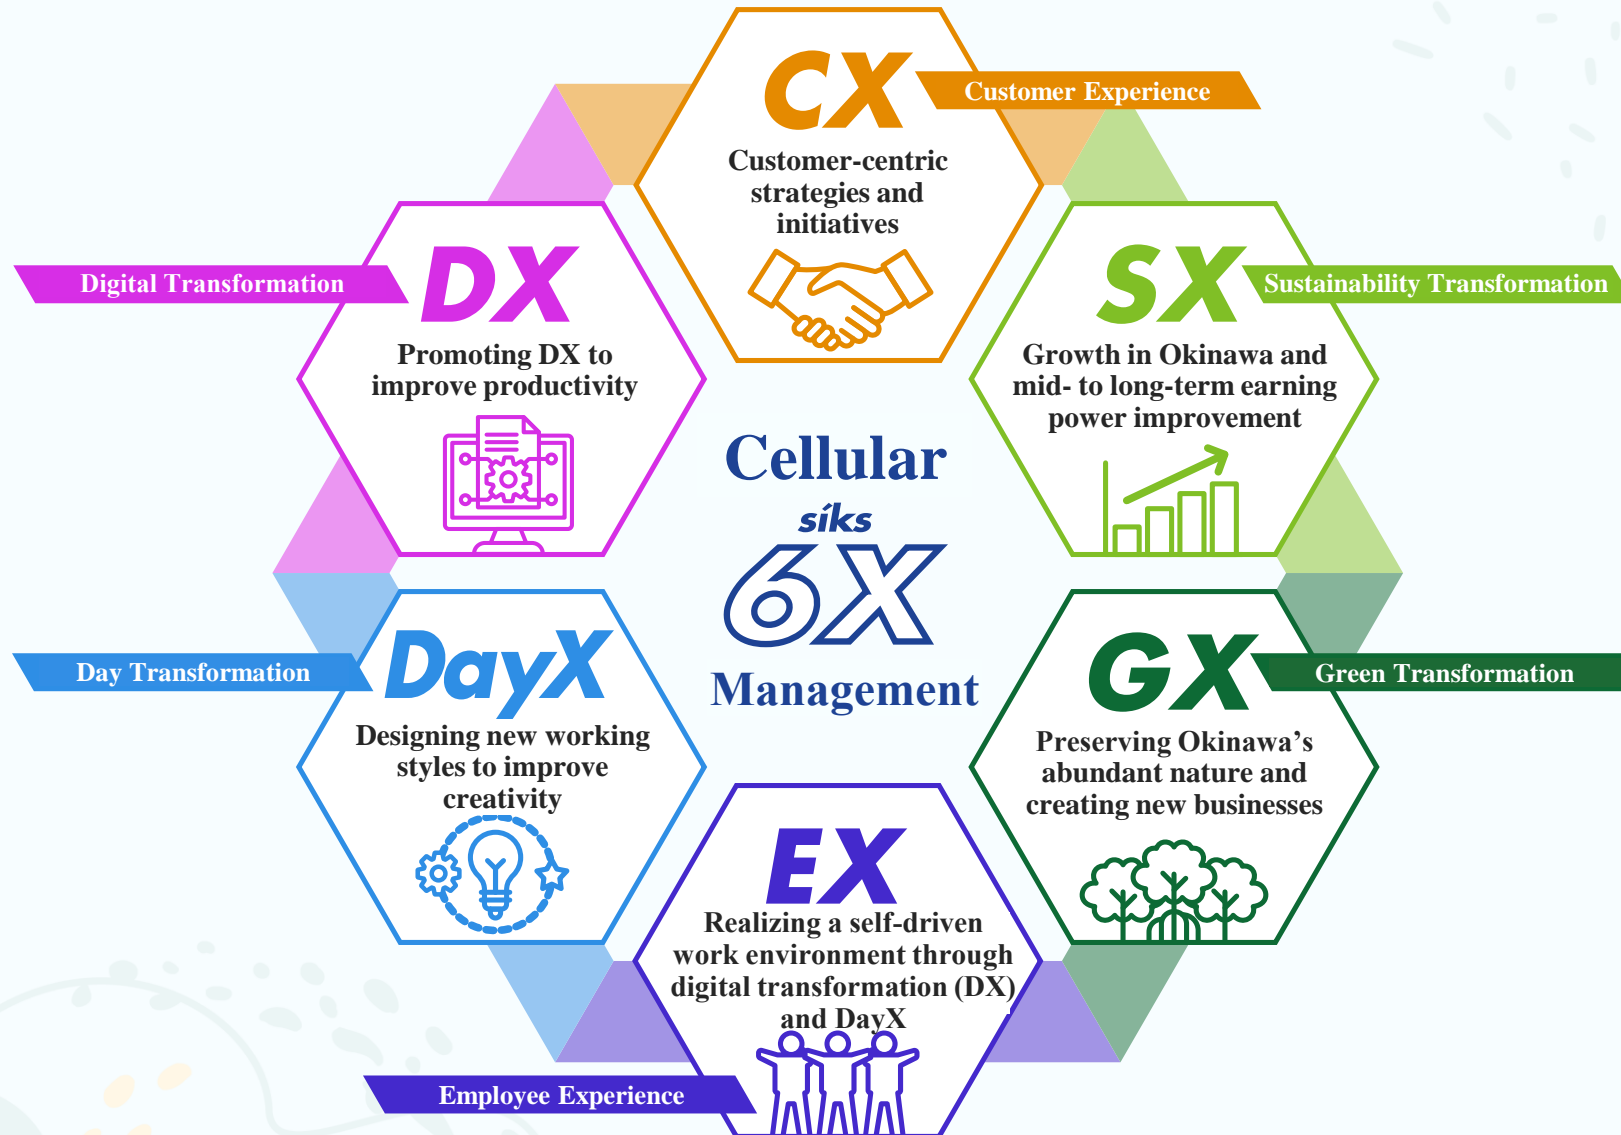 CX
Customer Experience
Customer-centric
strategies and
initiatives
DX
Digital Transformation
Promoting DX to
improve productivity
SX
Sustainability Transformation
Growth in Okinawa and
mid- to long-term earning
power improvement
Cellular
síks
6X
Management
DayX
Day Transformation
Designing new working
styles to improve
creativity
GX
Green Transformation
Preserving Okinawa’s
abundant nature and
creating new businesses
EX
Realizing a self-driven
work environment through
digital transformation (DX)
and DayX
Employee Experience